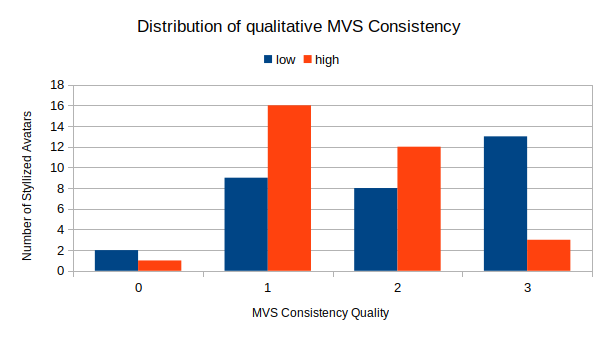 Distribution of qualitative MVS Consistency
low high
18
16
14
12
10
8
6
4
2
0
Number of Styllized Avatars
0 1 2 3
MVS Consistency Quality